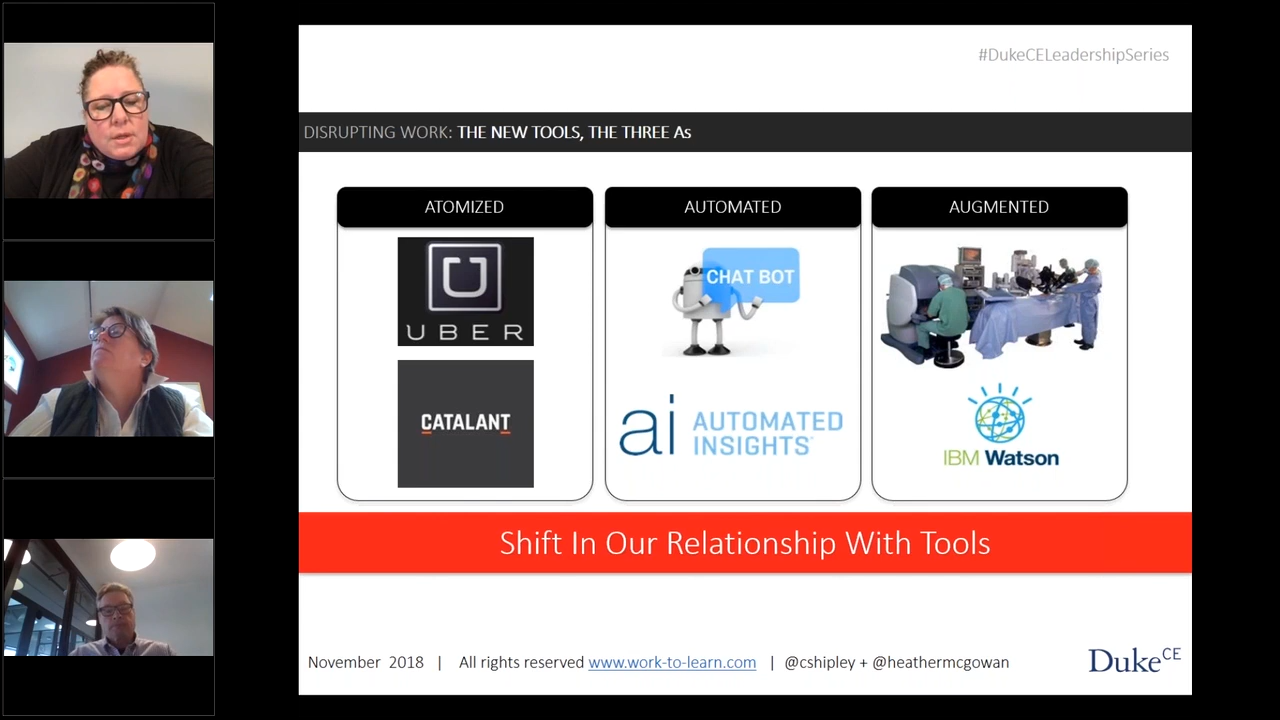 #DukeCELeadershipSeries
DISRUPTING WORK: THE NEW TOOLS, THE THREE As
ATOMIZED
UBER
CATALANT
AUTOMATED
CHAT BOT
ai AUTOMATED
INSIGHTS
AUGMENTED
IBM Watson
Shift In Our Relationship With Tools
November 2018 | All rights reserved www.work-to-learn.com | @cshipley + @heathermcgowan
DukeCE